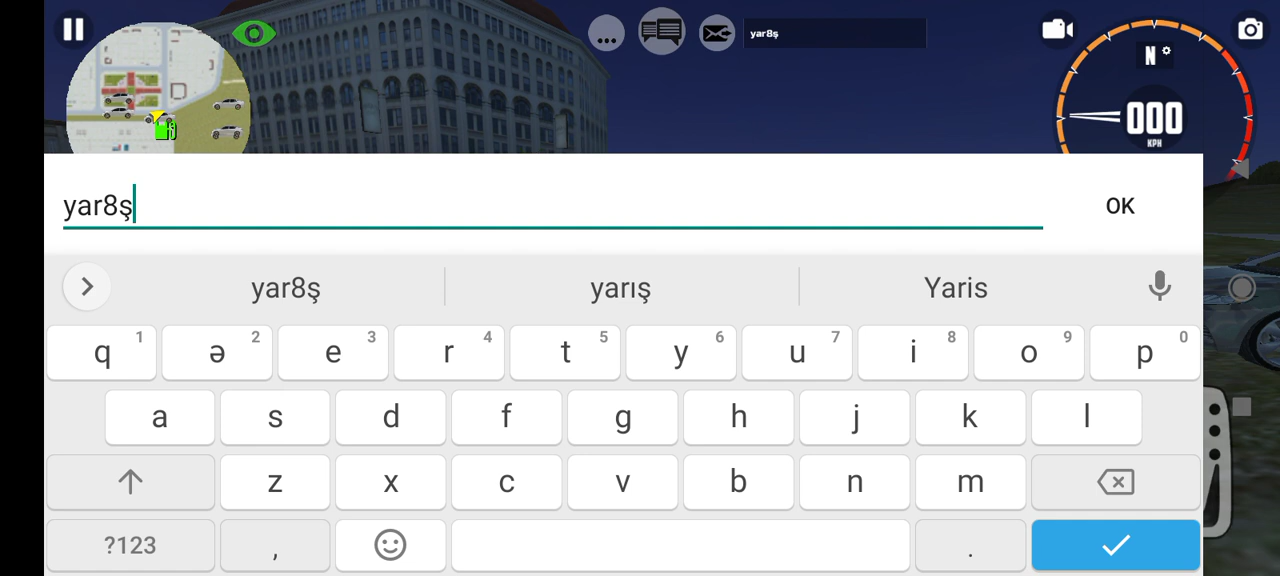 ...
yar8ş
N
000
KPH
yar8ş
OK
yar8ş
yarış
Yaris
q 1 ə 2 e 3 r 4 t 5 y 6 u 7 i 8 o 9 p 0
a s d f g h j k l
z x c v b n m
?123 , .